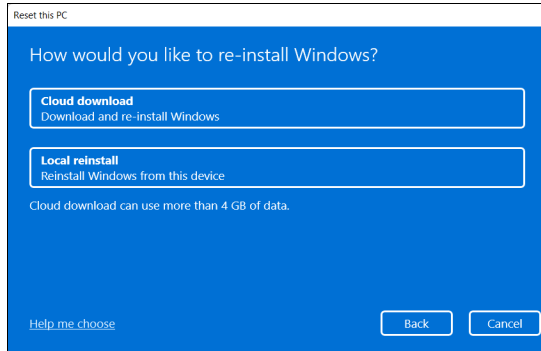 Reset this PC
How would you like to re-install Windows?
Cloud download
Download and re-install Windows
Local reinstall
Reinstall Windows from this device
Cloud download can use more than 4 GB of data.
Help me choose
Back
Cancel